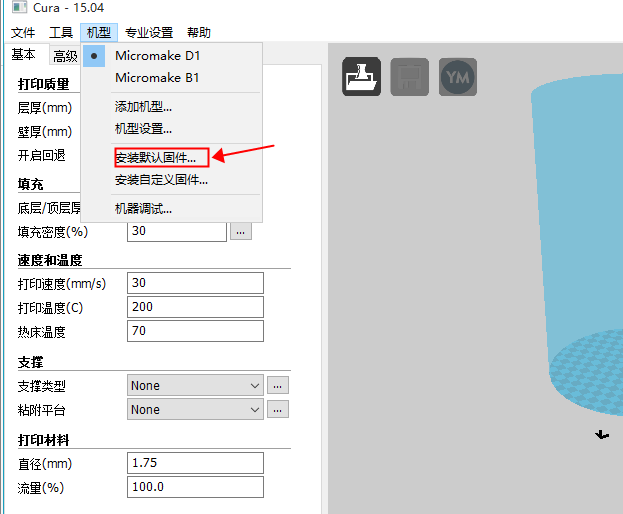 Cura - 15.04
文件 工具 机型 专业设置 帮助
基本 高级
Micromake D1
Micromake B1
添加机型...
机型设置...
安装默认固件...
安装自定义固件...
机器调试...
YM
打印质量
层厚(mm)
壁厚(mm)
开启回退
填充
底层/顶层厚
填充密度(%) 30 ...
速度和温度
打印速度(mm/s) 30
打印温度(C) 200
热床温度 70
支撑
支撑类型 None ...
粘附平台 None ...
打印材料
直径(mm) 1.75
流量(%) 100.0